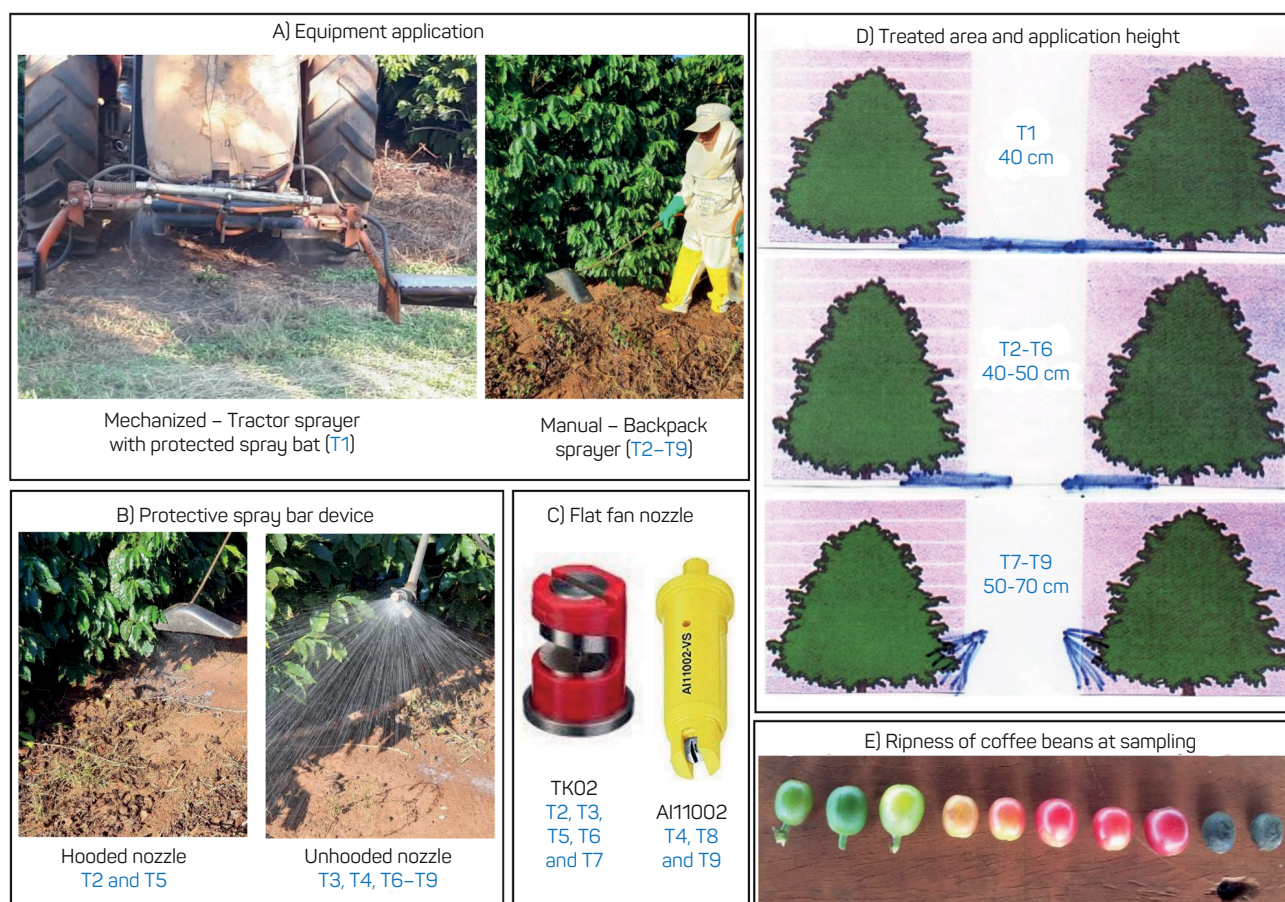 A) Equipment application
Mechanized – Tractor sprayer
with protected spray bat (T1)
Manual – Backpack
sprayer (T2–T9)
B) Protective spray bar device
Hooded nozzle
T2 and T5
Unhooded nozzle
T3, T4, T6–T9
C) Flat fan nozzle
TK02
T2, T3,
T5, T6
and T7
AI11002-VS
AI11002
T4, T8
and T9
D) Treated area and application height
T1
40 cm
T2-T6
40-50 cm
T7-T9
50-70 cm
E) Ripness of coffee beans at sampling